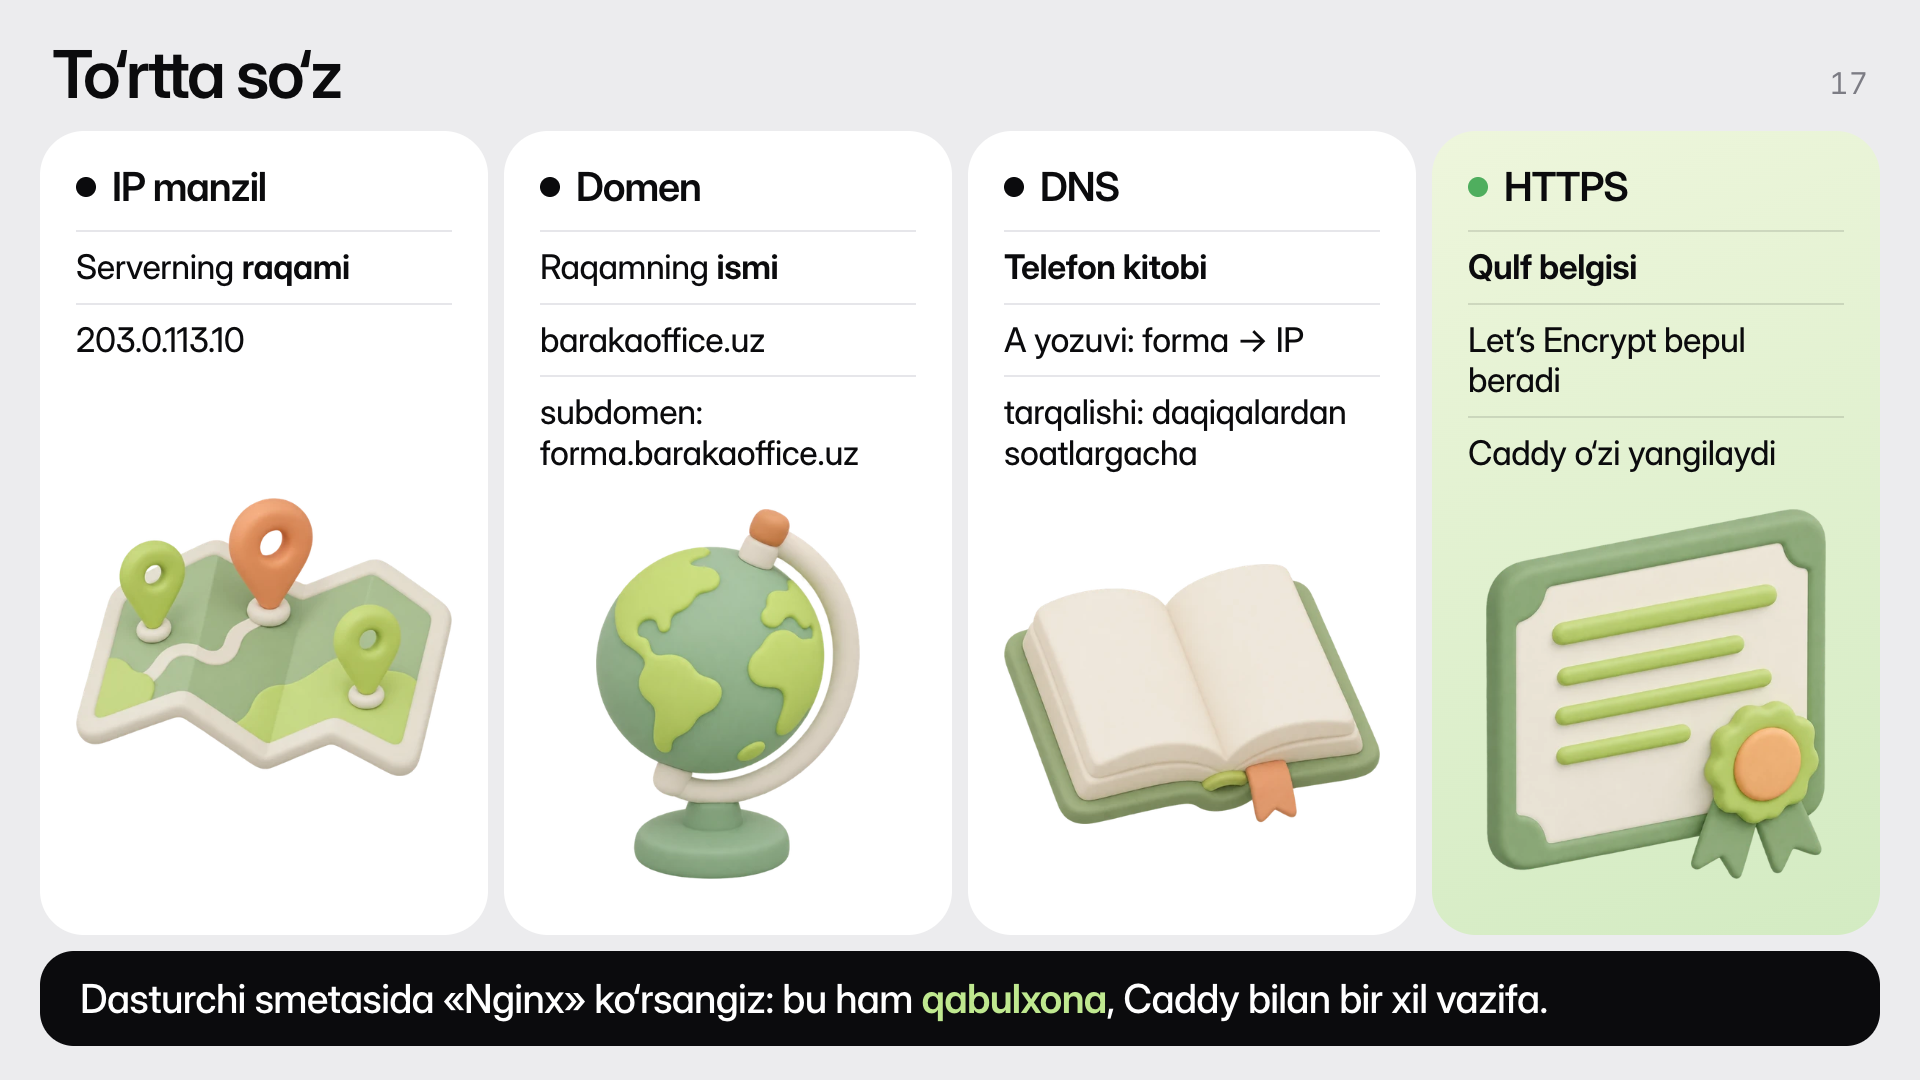 To‘rtta so‘z
17
IP manzil
Serverning raqami
203.0.113.10
Domen
Raqamning ismi
barakaoffice.uz
subdomen:
forma.barakaoffice.uz
DNS
Telefon kitobi
A yozuvi: forma → IP
tarqalishi: daqiqalardan
soatlargacha
HTTPS
Qulf belgisi
Let’s Encrypt bepul
beradi
Caddy o‘zi yangilaydi
Dasturchi smetasida «Nginx» ko‘rsangiz: bu ham qabulxona, Caddy bilan bir xil vazifa.